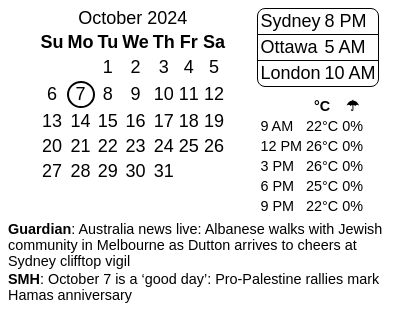 October 2024
Su Mo Tu We Th Fr Sa
1 2 3 4 5
6 7 8 9 10 11 12
13 14 15 16 17 18 19
20 21 22 23 24 25 26
27 28 29 30 31
Sydney 8 PM
Ottawa 5 AM
London 10 AM
°C ☂
9 AM 22°C 0%
12 PM 26°C 0%
3 PM 26°C 0%
6 PM 25°C 0%
9 PM 22°C 0%
Guardian: Australia news live: Albanese walks with Jewish
community in Melbourne as Dutton arrives to cheers at
Sydney clifftop vigil
SMH: October 7 is a ‘good day’: Pro-Palestine rallies mark
Hamas anniversary